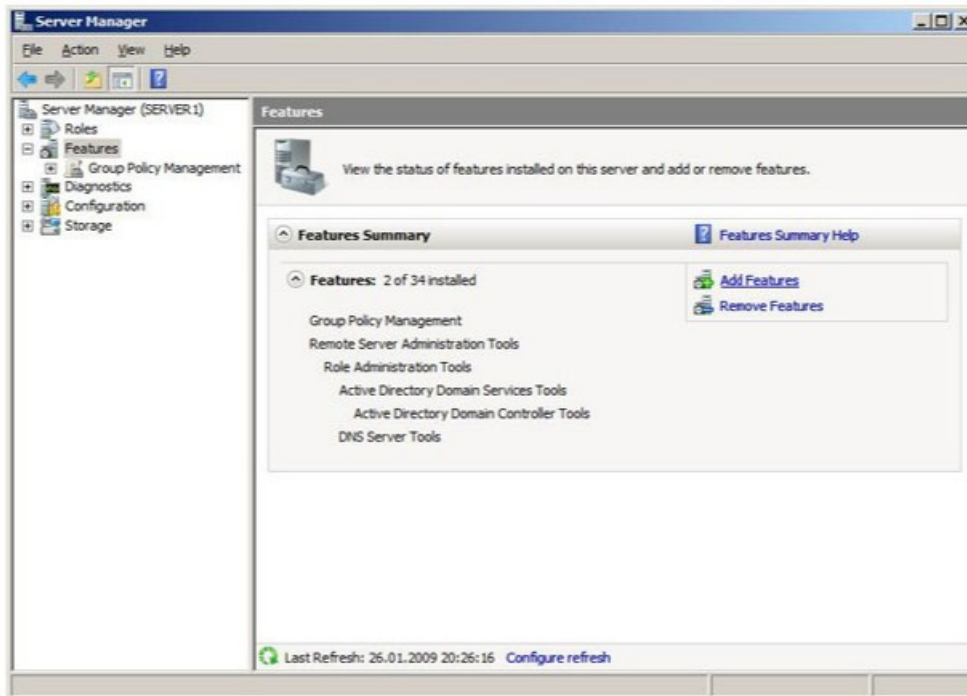 Server Manager
File Action View Help
Server Manager (SERVER1)
Roles
Features
Group Policy Management
Diagnostics
Configuration
Storage
Features
View the status of features installed on this server and add or remove features.
Features Summary
Features Summary Help
Features: 2 of 34 installed
Add Features
Remove Features
Group Policy Management
Remote Server Administration Tools
Role Administration Tools
Active Directory Domain Services Tools
Active Directory Domain Controller Tools
DNS Server Tools
Last Refresh: 26.01.2009 20:26:16 Configure refresh